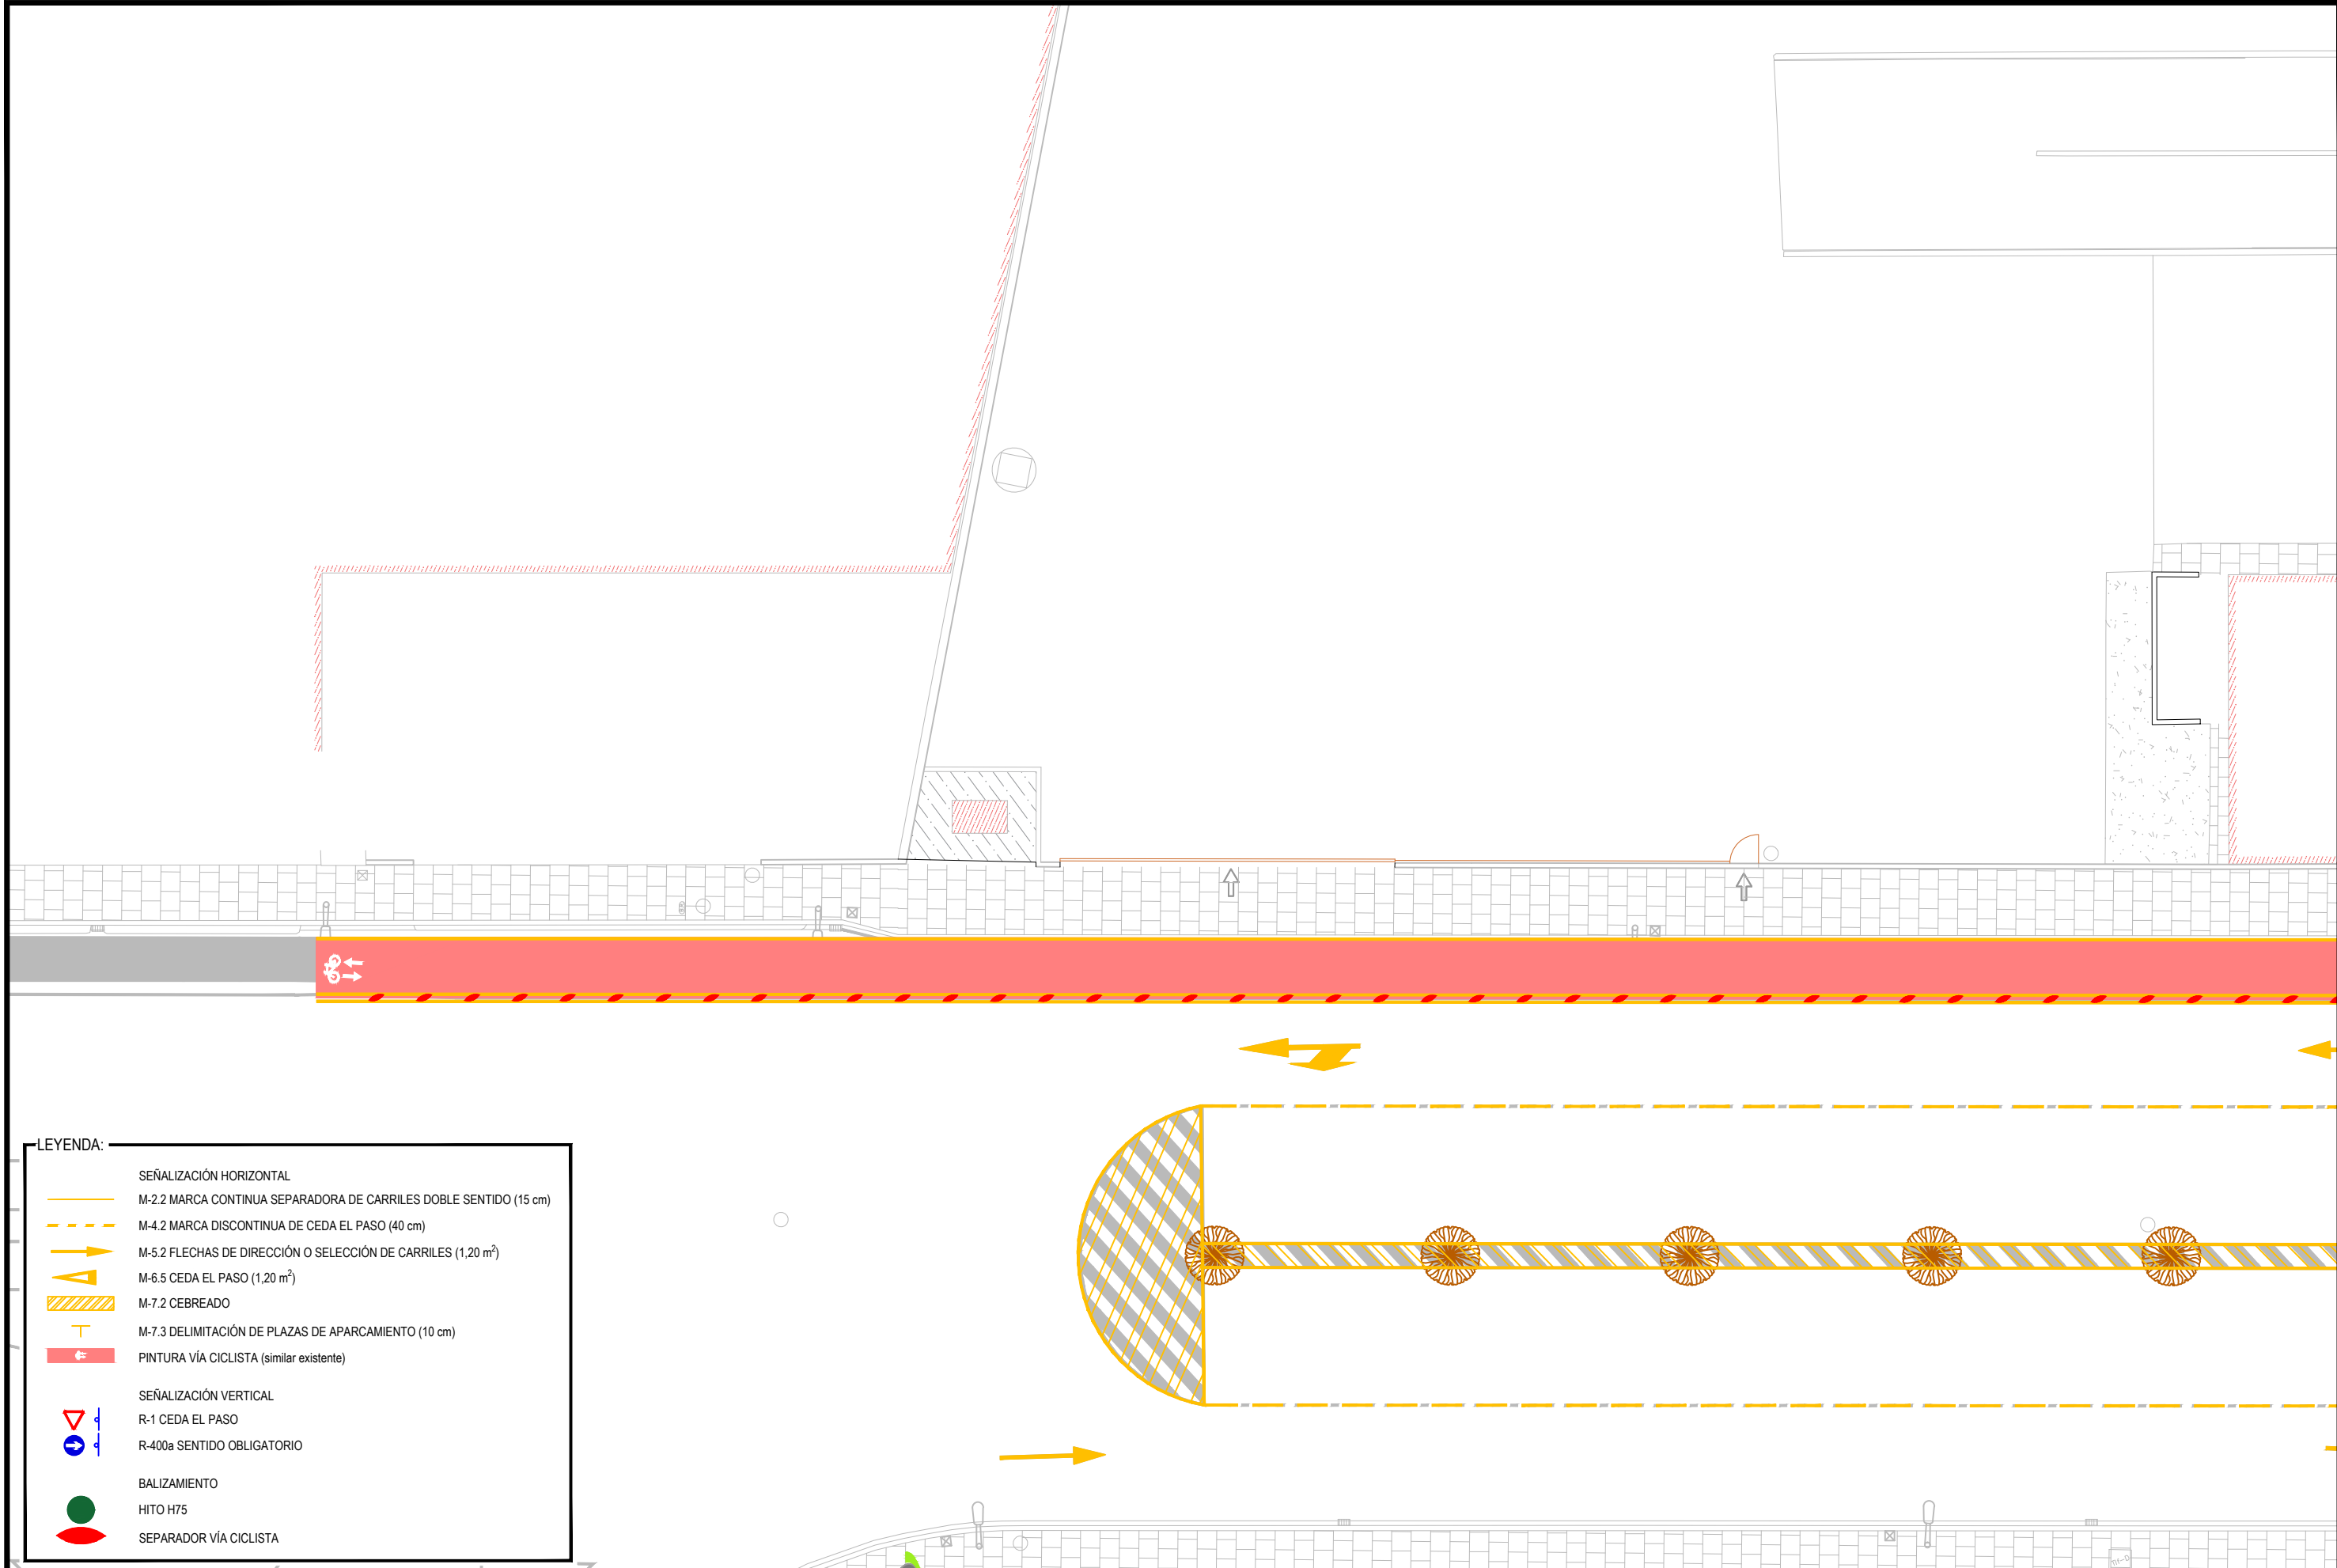 LEYENDA:
SEÑALIZACIÓN HORIZONTAL
M-2.2 MARCA CONTINUA SEPARADORA DE CARRILES DOBLE SENTIDO (15 cm)
M-4.2 MARCA DISCONTINUA DE CEDA EL PASO (40 cm)
M-5.2 FLECHAS DE DIRECCIÓN O SELECCIÓN DE CARRILES (1,20 m²)
M-6.5 CEDA EL PASO (1,20 m²)
M-7.2 CEBREADO
M-7.3 DELIMITACIÓN DE PLAZAS DE APARCAMIENTO (10 cm)
PINTURA VÍA CICLISTA (similar existente)
SEÑALIZACIÓN VERTICAL
R-1 CEDA EL PASO
R-400a SENTIDO OBLIGATORIO
BALIZAMIENTO
HITO H75
SEPARADOR VÍA CICLISTA